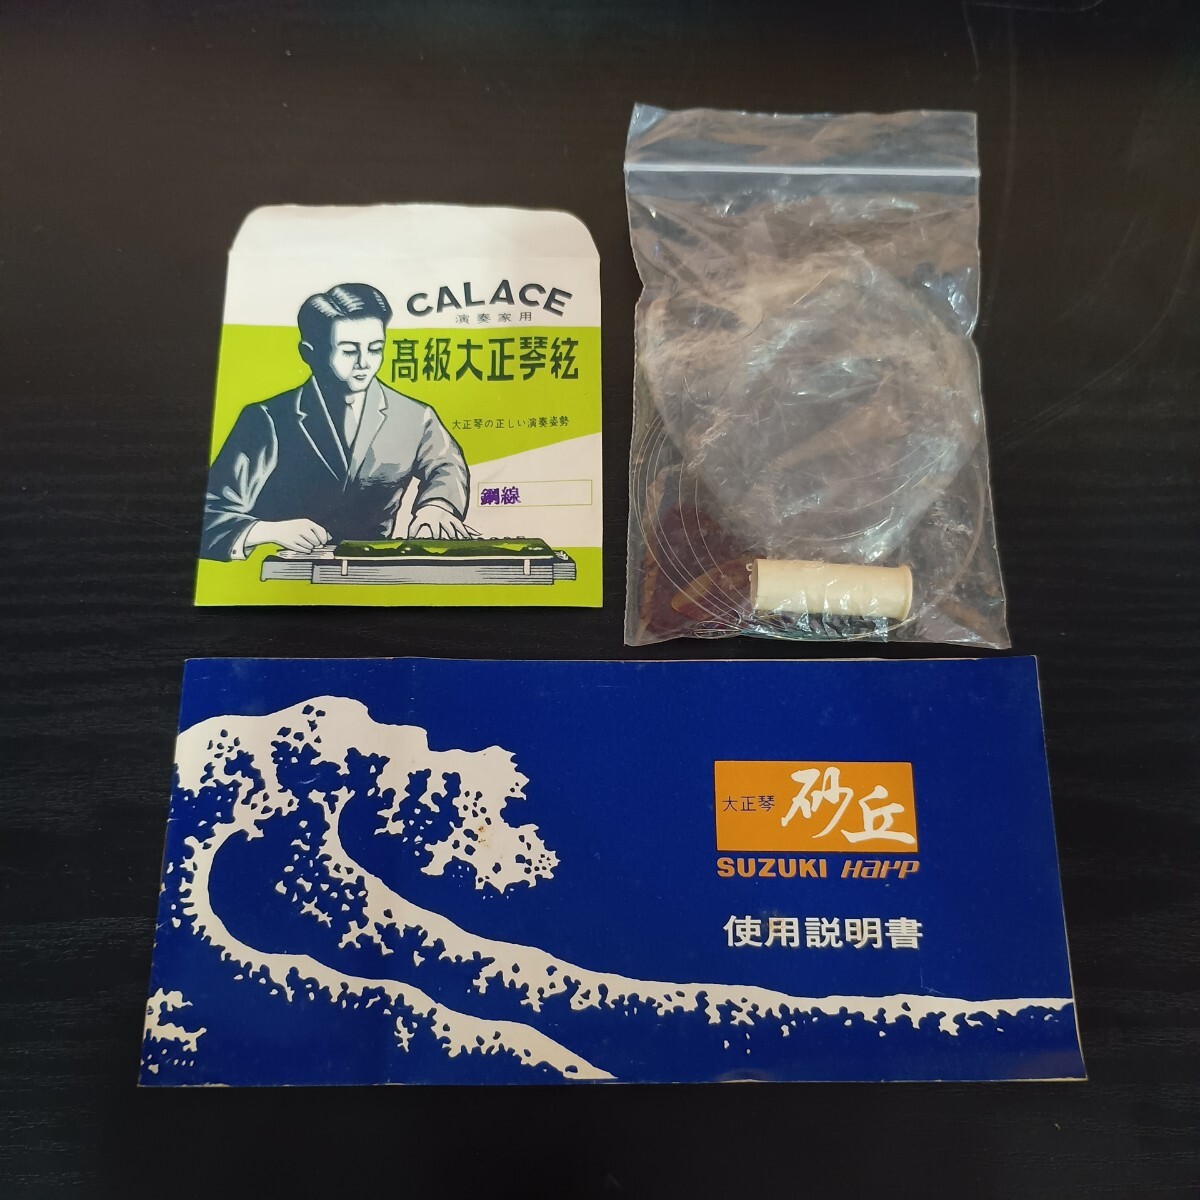 CALACE
演奏家用
高級大正琴絃
大正琴の正しい演奏姿勢
鋼線
大正琴 砂丘
SUZUKI Harp
使用説明書